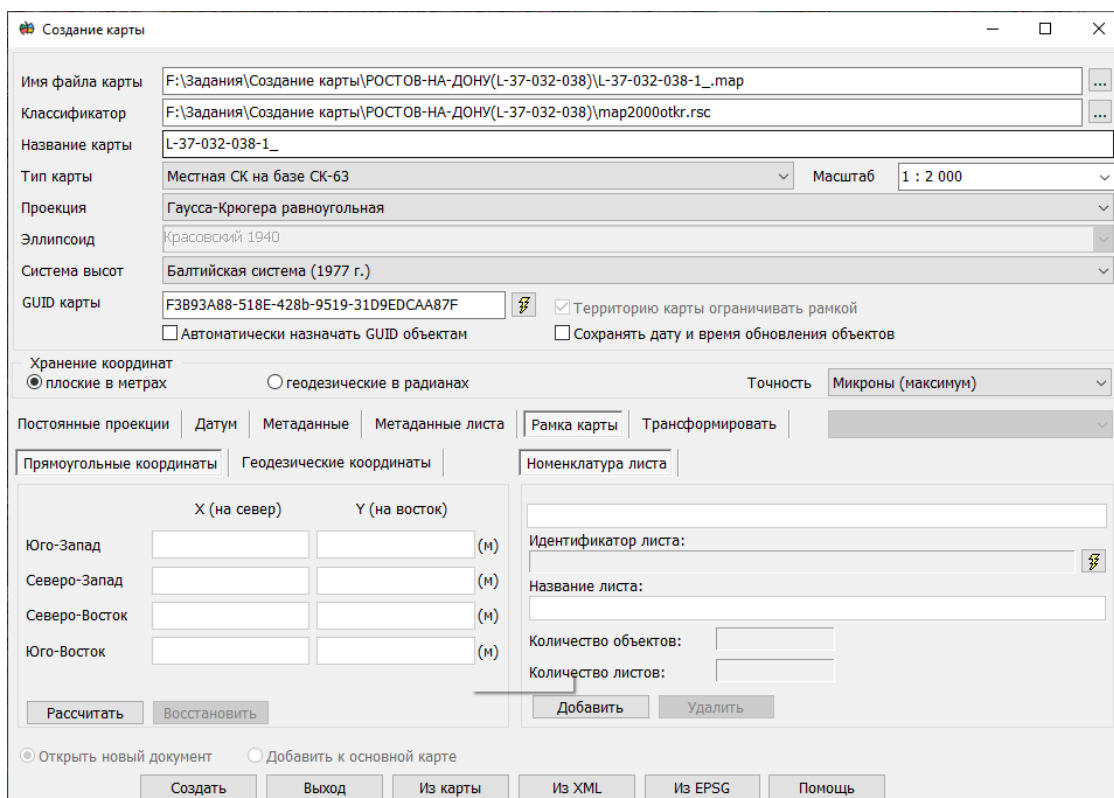 Создание карты
Имя файла карты F:\Задания\Создание карты\РОСТОВ-НА-ДОНУ(L-37-032-038)\L-37-032-038-1_.map ...
Классификатор F:\Задания\Создание карты\РОСТОВ-НА-ДОНУ(L-37-032-038)\map2000otkr.rsc ...
Название карты L-37-032-038-1_
Тип карты Местная СК на базе СК-63 Масштаб 1 : 2 000
Проекция Гаусса-Крюгера равноугольная
Эллипсоид Красовский 1940
Система высот Балтийская система (1977 г.)
GUID карты F3B93A88-518E-428b-9519-31D9EDCAA87F Территорию карты ограничивать рамкой
Автоматически назначать GUID объектам Сохранять дату и время обновления объектов
Хранение координат
плоские в метрах геодезические в радианах Точность Микроны (максимум)
Постоянные проекции Датум Метаданные Метаданные листа Рамка карты Трансформировать
Прямоугольные координаты Геодезические координаты Номенклатура листа
X (на север) Y (на восток)
Юго-Запад (м) Идентификатор листа:
Северо-Запад (м) Название листа:
Северо-Восток (м)
Юго-Восток (м) Количество объектов:
Количество листов:
Рассчитать Восстановить Добавить Удалить
Открыть новый документ Добавить к основной карте
Создать Выход Из карты Из XML Из EPSG Помощь